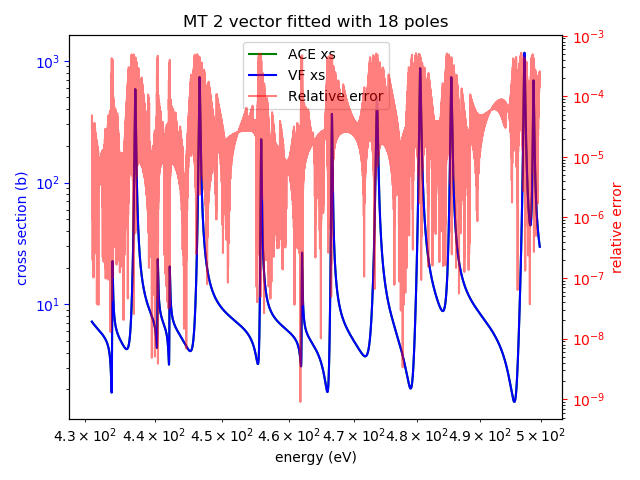 MT 2 vector fitted with 18 poles
ACE xs
VF xs
Relative error
cross section (b)
10³
10²
10¹
relative error
10⁻³
10⁻⁴
10⁻⁵
10⁻⁶
10⁻⁷
10⁻⁸
10⁻⁹
4.3 × 10² 4.4 × 10² 4.5 × 10² 4.6 × 10² 4.7 × 10² 4.8 × 10² 4.9 × 10² 5 × 10²
energy (eV)